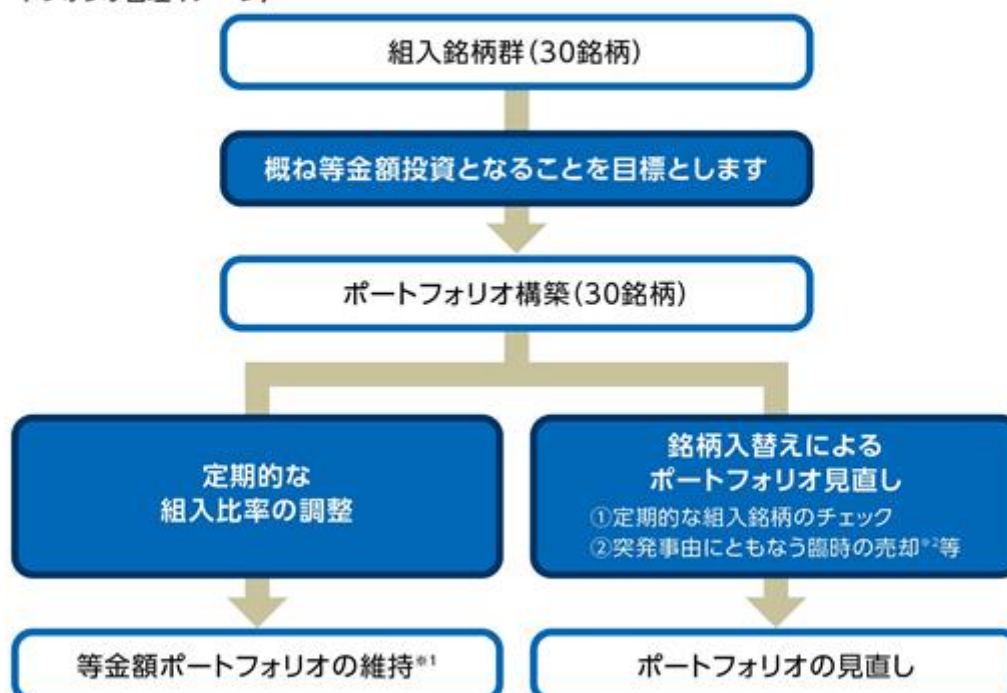 組入銘柄群(30銘柄)
概ね等金額投資となることを目標とします
ポートフォリオ構築(30銘柄)
定期的な
組入比率の調整
銘柄入替えによる
ポートフォリオ見直し
①定期的な組入銘柄のチェック
②突発事由にともなう臨時の売却※2等
等金額ポートフォリオの維持※1
ポートフォリオの見直し